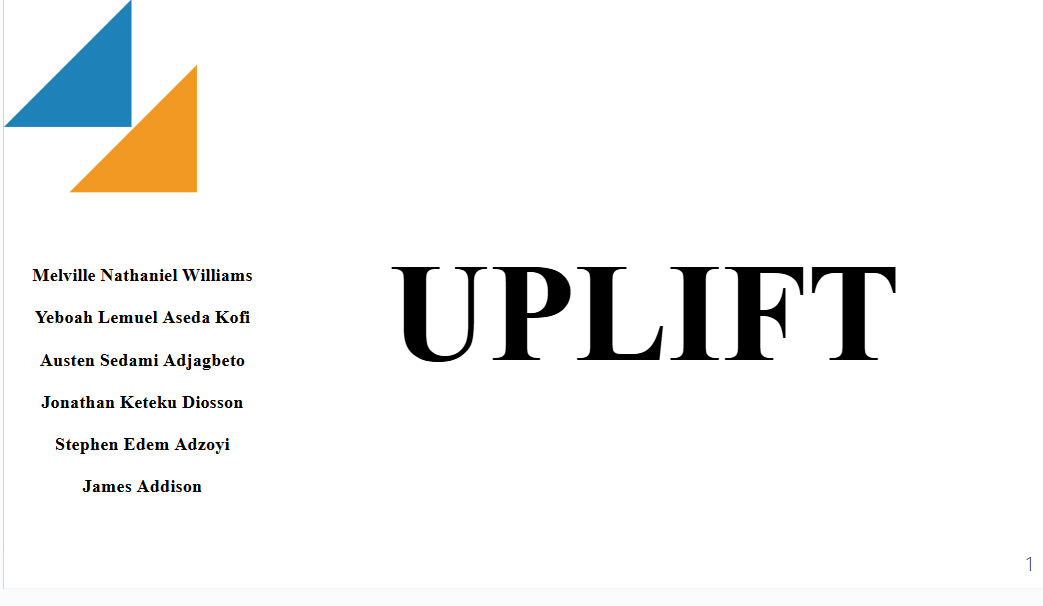 Melville Nathaniel Williams
Yeboah Lemuel Aseda Kofi
Austen Sedami Adjagbeto
Jonathan Keteku Diosson
Stephen Edem Adzoyi
James Addison
UPLIFT
1